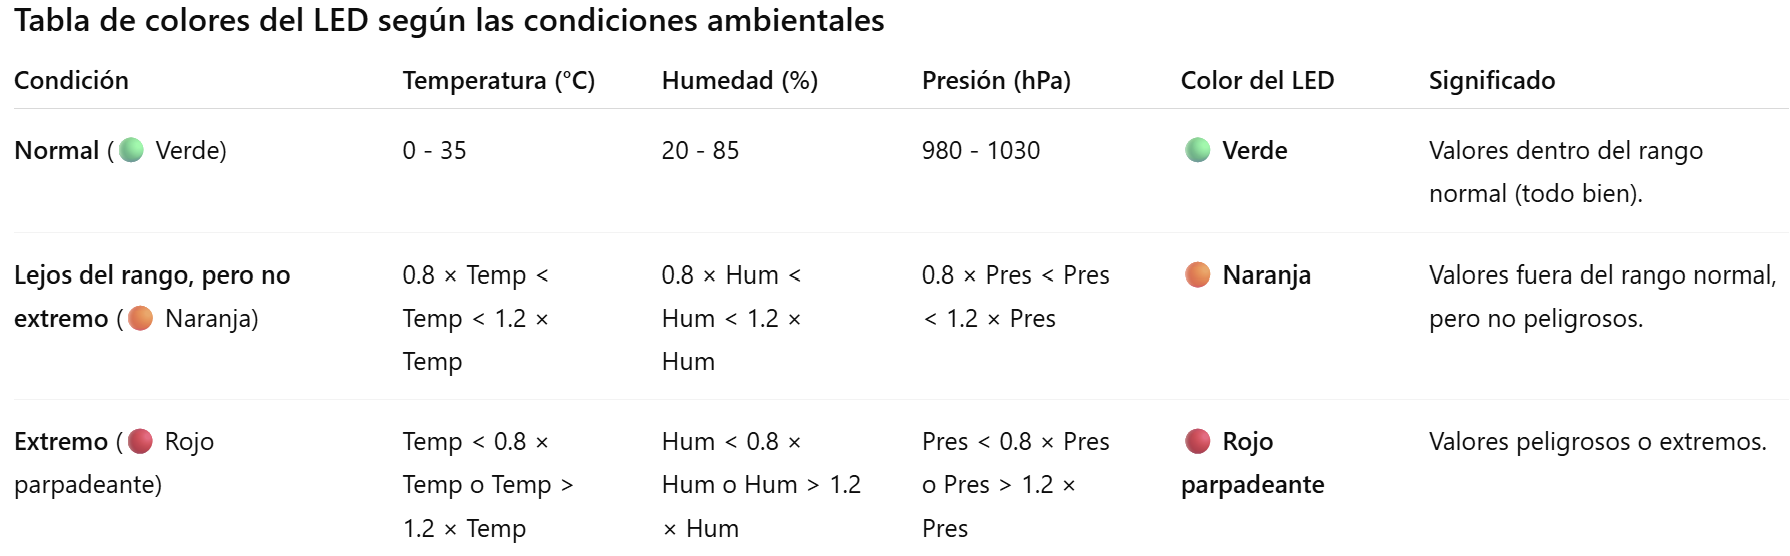 Tabla de colores del LED según las condiciones ambientales
Condición Temperatura (°C) Humedad (%) Presión (hPa) Color del LED Significado
Normal (🟢 Verde) 0 - 35 20 - 85 980 - 1030 🟢 Verde Valores dentro del rango
normal (todo bien).
Lejos del rango, pero no 0.8 × Temp < 0.8 × Hum < 0.8 × Pres < Pres 🟠 Naranja Valores fuera del rango normal,
extremo (🟠 Naranja) Temp < 1.2 × Hum < 1.2 × < 1.2 × Pres pero no peligrosos.
Temp Hum
Extremo (🔴 Rojo Temp < 0.8 × Hum < 0.8 × Pres < 0.8 × Pres 🔴 Rojo Valores peligrosos o extremos.
parpadeante) Temp o Temp > Hum o Hum > 1.2 o Pres > 1.2 × parpadeante
1.2 × Temp × Hum Pres